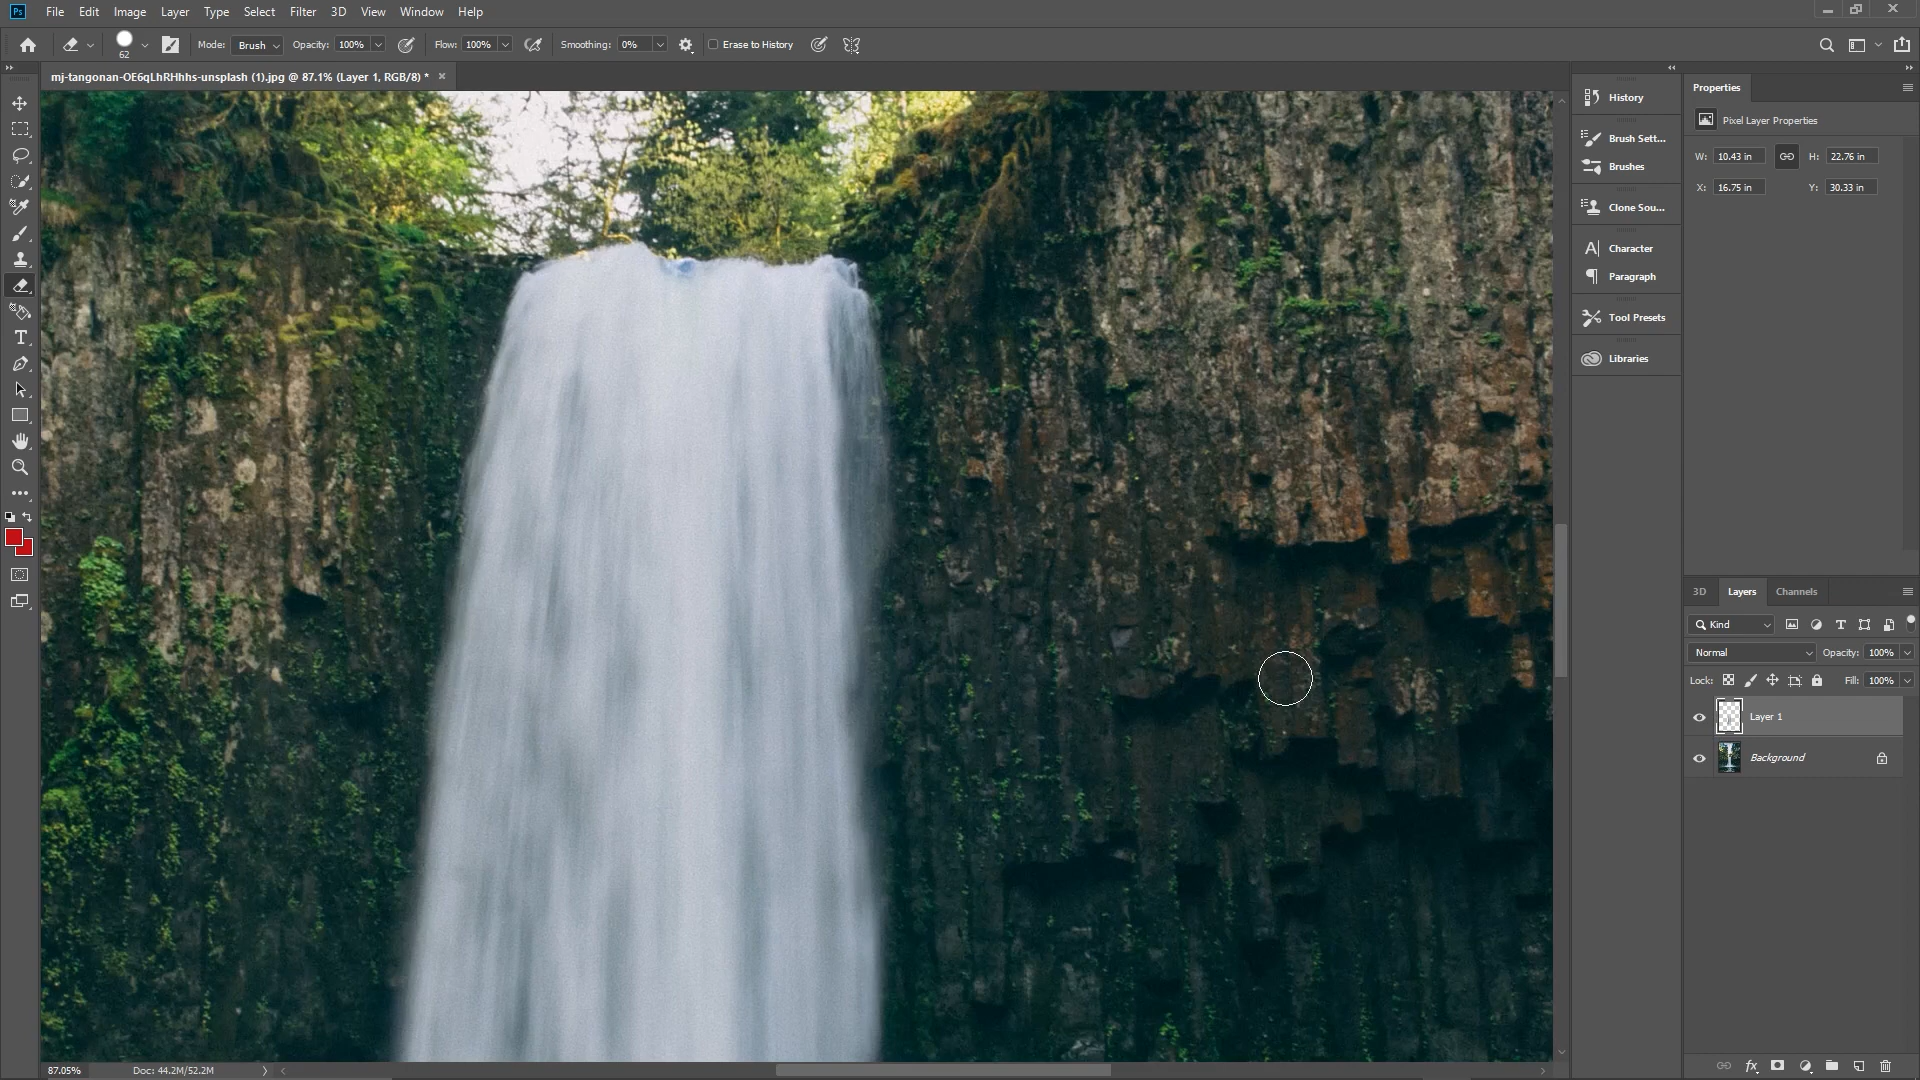 Ps File Edit Image Layer Type Select Filter 3D View Window Help
62 Mode: Brush Opacity: 100% Flow: 100% Smoothing: 0% Erase to History
mj-tangonan-OE6qLhRHhhs-unsplash (1).jpg @ 87.1% (Layer 1, RGB/8) *
History
Brush Sett...
Brushes
Clone Sou...
Character
Paragraph
Tool Presets
Libraries
Properties
Pixel Layer Properties
W: 10.43 in H: 22.76 in
X: 16.75 in Y: 30.33 in
3D Layers Channels
Kind
Normal Opacity: 100%
Lock: Fill: 100%
Layer 1
Background
87.05% Doc: 44.2M/52.2M